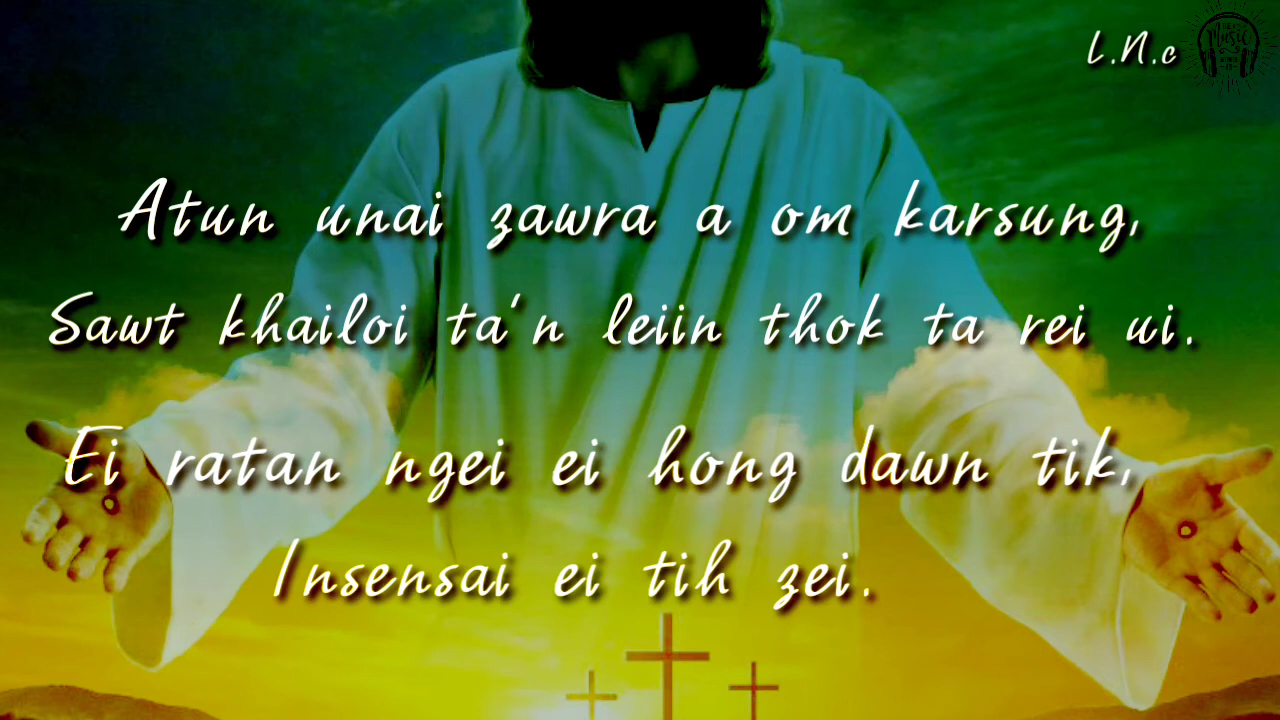 L.N.c
Music
Atun unai zawra a om karsung,
Sawt khailoi ta'n leiin thok ta rei ui.
Ei ratan ngei ei hong dawn tik,
Insensai ei tih zei.